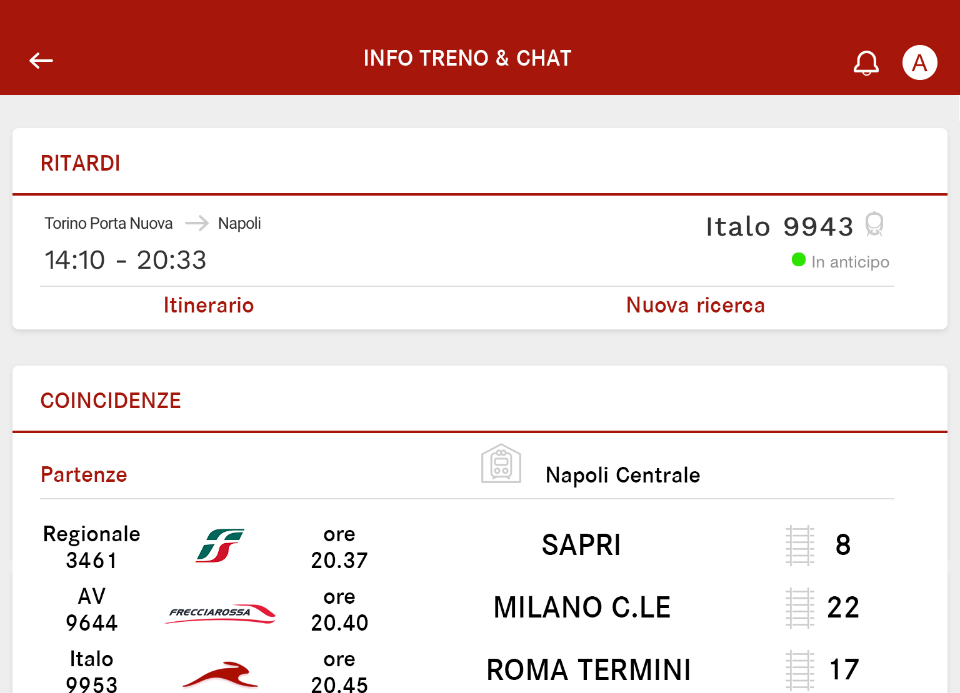 INFO TRENO & CHAT
A
RITARDI
Torino Porta Nuova → Napoli
Italo 9943
14:10 - 20:33
In anticipo
Itinerario
Nuova ricerca
COINCIDENZE
Partenze
Napoli Centrale
Regionale 3461
ore 20.37
SAPRI
8
AV 9644
FRECCIAROSSA
ore 20.40
MILANO C.LE
22
Italo 9953
ore 20.45
ROMA TERMINI
17